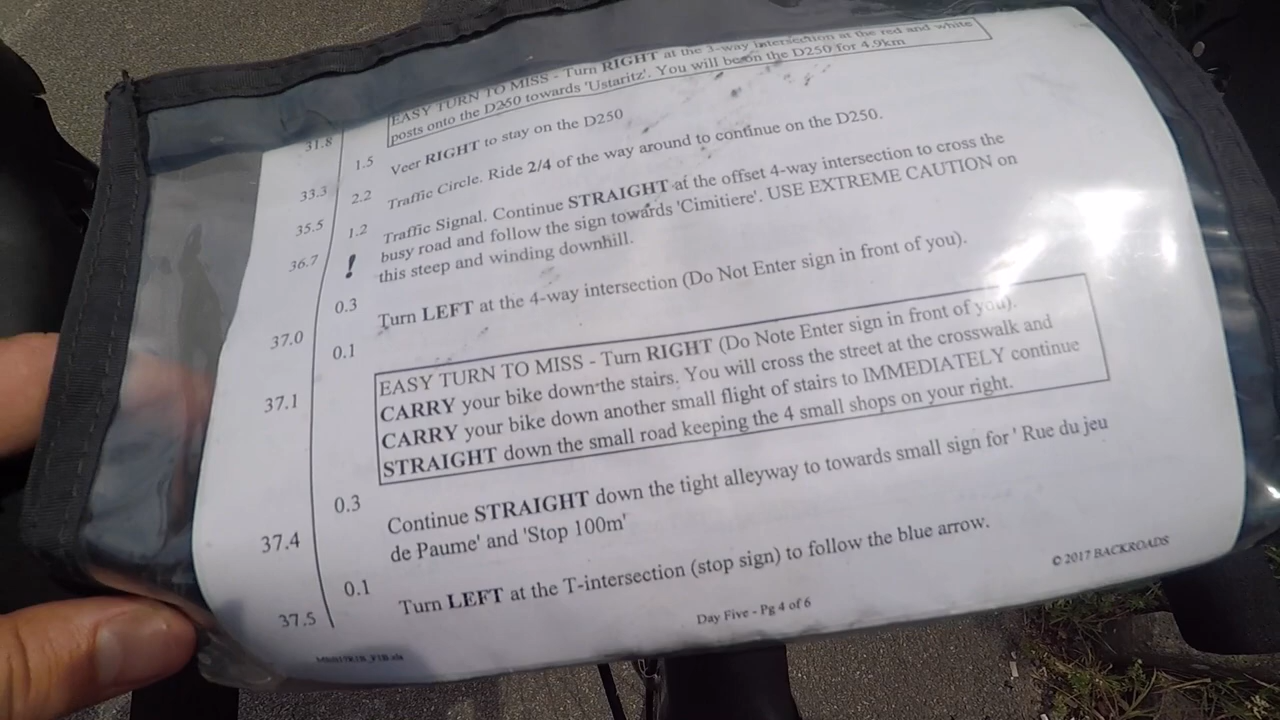 EASY TURN TO MISS - Turn RIGHT at the 3-way intersection at the red and white
posts onto the D250 towards 'Ustaritz'. You will be on the D250 for 4.9km
31.8
1.5 Veer RIGHT to stay on the D250
33.3
2.2 Traffic Circle. Ride 2/4 of the way around to continue on the D250.
35.5
1.2 Traffic Signal. Continue STRAIGHT at the offset 4-way intersection to cross the
busy road and follow the sign towards 'Cimitiere'. USE EXTREME CAUTION on
this steep and winding downhill.
36.7 !
0.3 Turn LEFT at the 4-way intersection (Do Not Enter sign in front of you).
37.0
0.1 EASY TURN TO MISS - Turn RIGHT (Do Note Enter sign in front of you).
CARRY your bike down the stairs. You will cross the street at the crosswalk and
CARRY your bike down another small flight of stairs to IMMEDIATELY continue
STRAIGHT down the small road keeping the 4 small shops on your right.
37.1
0.3 Continue STRAIGHT down the tight alleyway to towards small sign for ' Rue du jeu
de Paume' and 'Stop 100m'
37.4
0.1 Turn LEFT at the T-intersection (stop sign) to follow the blue arrow.
37.5
© 2017 BACKROADS
Day Five - Pg 4 of 6